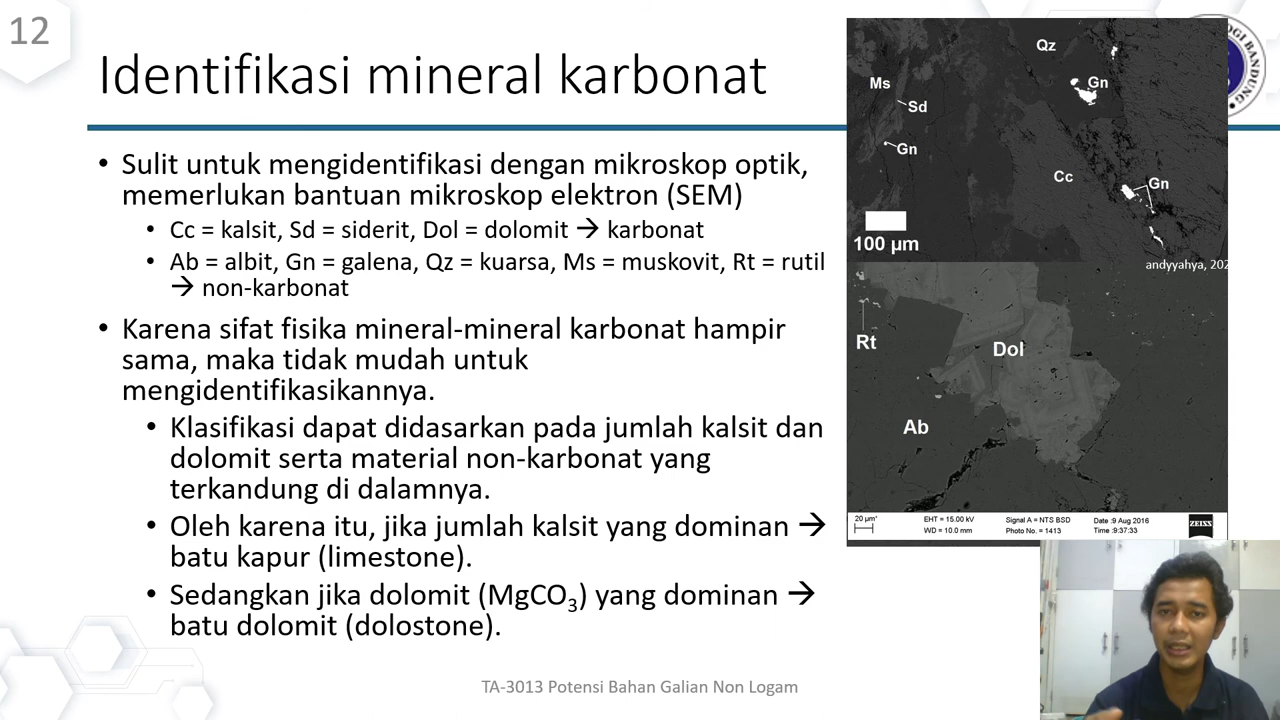 12
Identifikasi mineral karbonat
• Sulit untuk mengidentifikasi dengan mikroskop optik,
memerlukan bantuan mikroskop elektron (SEM)
• Cc = kalsit, Sd = siderit, Dol = dolomit → karbonat
• Ab = albit, Gn = galena, Qz = kuarsa, Ms = muskovit, Rt = rutil
→ non-karbonat
• Karena sifat fisika mineral-mineral karbonat hampir
sama, maka tidak mudah untuk
mengidentifikasikannya.
• Klasifikasi dapat didasarkan pada jumlah kalsit dan
dolomit serta material non-karbonat yang
terkandung di dalamnya.
• Oleh karena itu, jika jumlah kalsit yang dominan →
batu kapur (limestone).
• Sedangkan jika dolomit (MgCO₃) yang dominan →
batu dolomit (dolostone).
Qz
Ms
Gn
Sd
Gn
Cc
Gn
100 µm
andyyahya, 202
Rt
Dol
Ab
20 µm*
EHT = 15.00 kV
WD = 10.0 mm
Signal A = NTS BSD
Photo No. = 1413
Date :9 Aug 2016
Time :9:37:33
ZEISS
OGI BANDUNG
TA-3013 Potensi Bahan Galian Non Logam